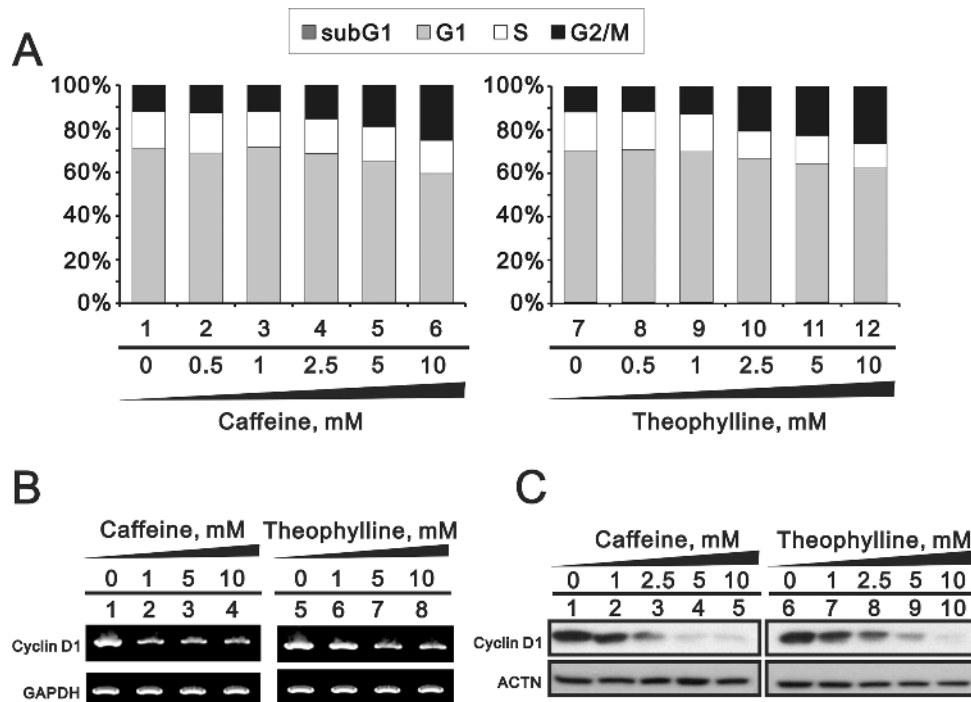 subG1 G1 S G2/M
A
100% 80% 60% 40% 20% 0%
1 2 3 4 5 6
0 0.5 1 2.5 5 10
Caffeine, mM
100% 80% 60% 40% 20% 0%
7 8 9 10 11 12
0 0.5 1 2.5 5 10
Theophylline, mM
B
Caffeine, mM Theophylline, mM
0 1 5 10 0 1 5 10
1 2 3 4 5 6 7 8
Cyclin D1
GAPDH
C
Caffeine, mM Theophylline, mM
0 1 2.5 5 10 0 1 2.5 5 10
1 2 3 4 5 6 7 8 9 10
Cyclin D1
ACTN